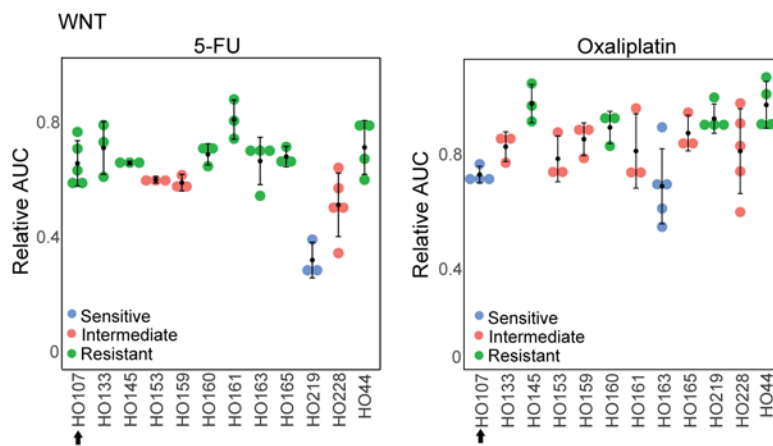 WNT
5-FU
Relative AUC
0.8
0.4
0
Sensitive
Intermediate
Resistant
HO107
HO133
HO145
HO153
HO159
HO160
HO161
HO163
HO165
HO219
HO228
HO44
Oxaliplatin
Relative AUC
0.8
0.4
0
Sensitive
Intermediate
Resistant
HO107
HO133
HO145
HO153
HO159
HO160
HO161
HO163
HO165
HO219
HO228
HO44